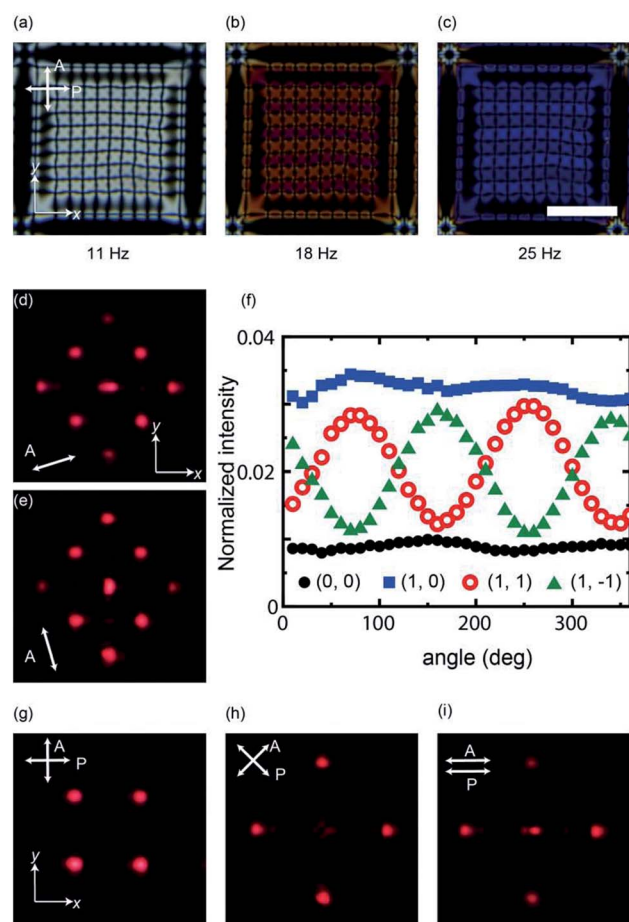 (a)
(b)
(c)
A
P
y
x
11 Hz
18 Hz
25 Hz
(d)
(f)
A
y
x
(e)
A
0.04
0.02
0
Normalized intensity
(0, 0)
(1, 0)
(1, 1)
(1, -1)
0
100
200
300
angle (deg)
(g)
(h)
(i)
A
P
y
x
A
P
A
P